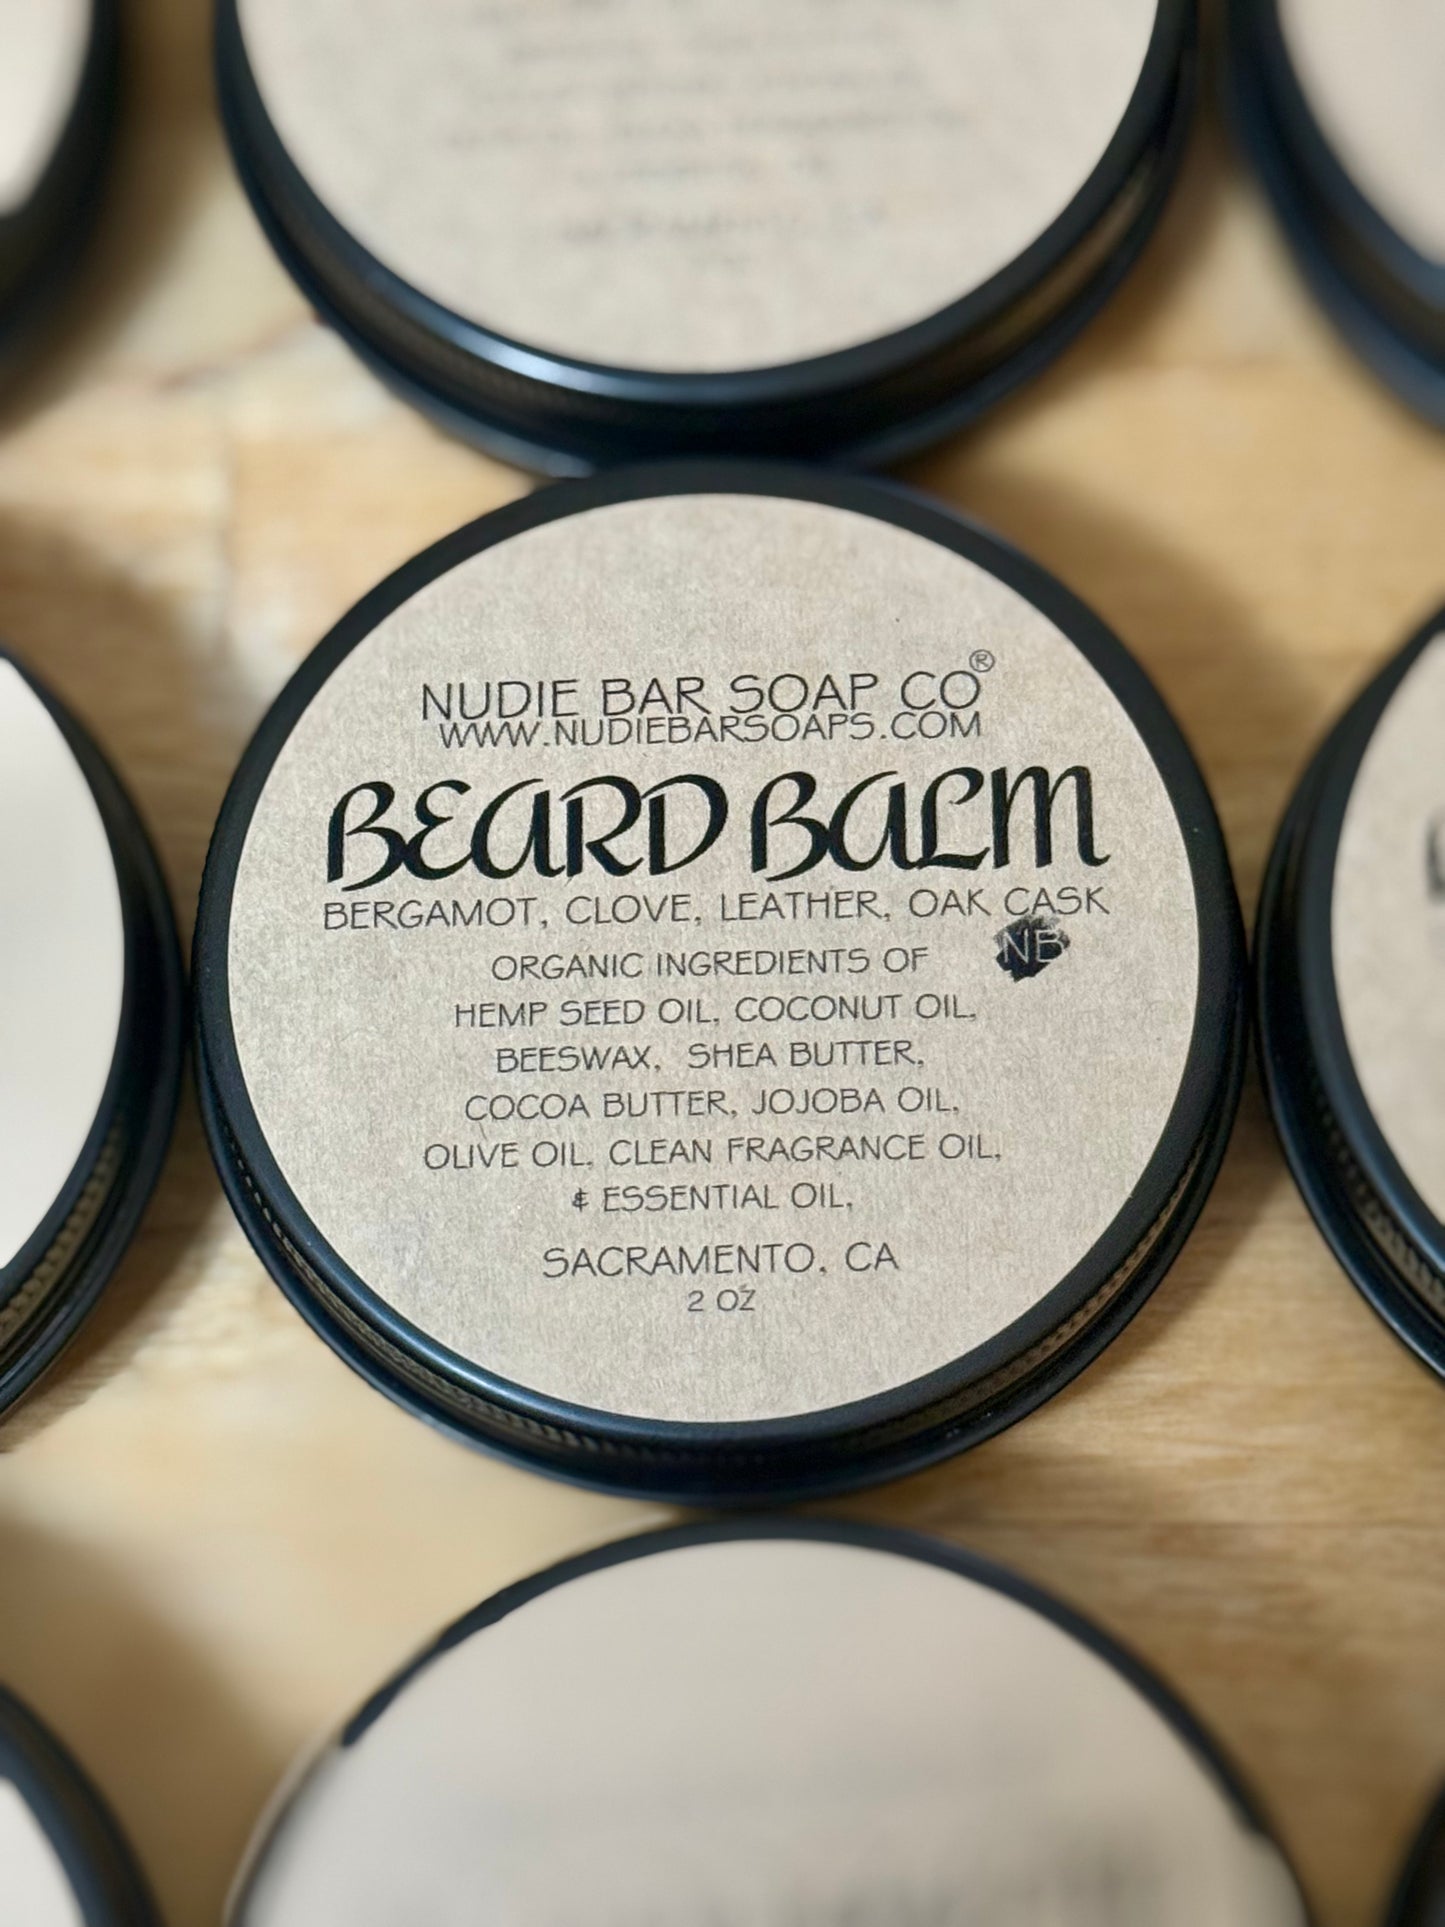 NUDIE BAR SOAP CO®
WWW.NUDIEBARSOAPS.COM
BEARD BALM
BERGAMOT, CLOVE, LEATHER, OAK CASK
NB
ORGANIC INGREDIENTS OF
HEMP SEED OIL, COCONUT OIL,
BEESWAX, SHEA BUTTER,
COCOA BUTTER, JOJOBA OIL,
OLIVE OIL, CLEAN FRAGRANCE OIL,
& ESSENTIAL OIL,
SACRAMENTO, CA
2 OZ